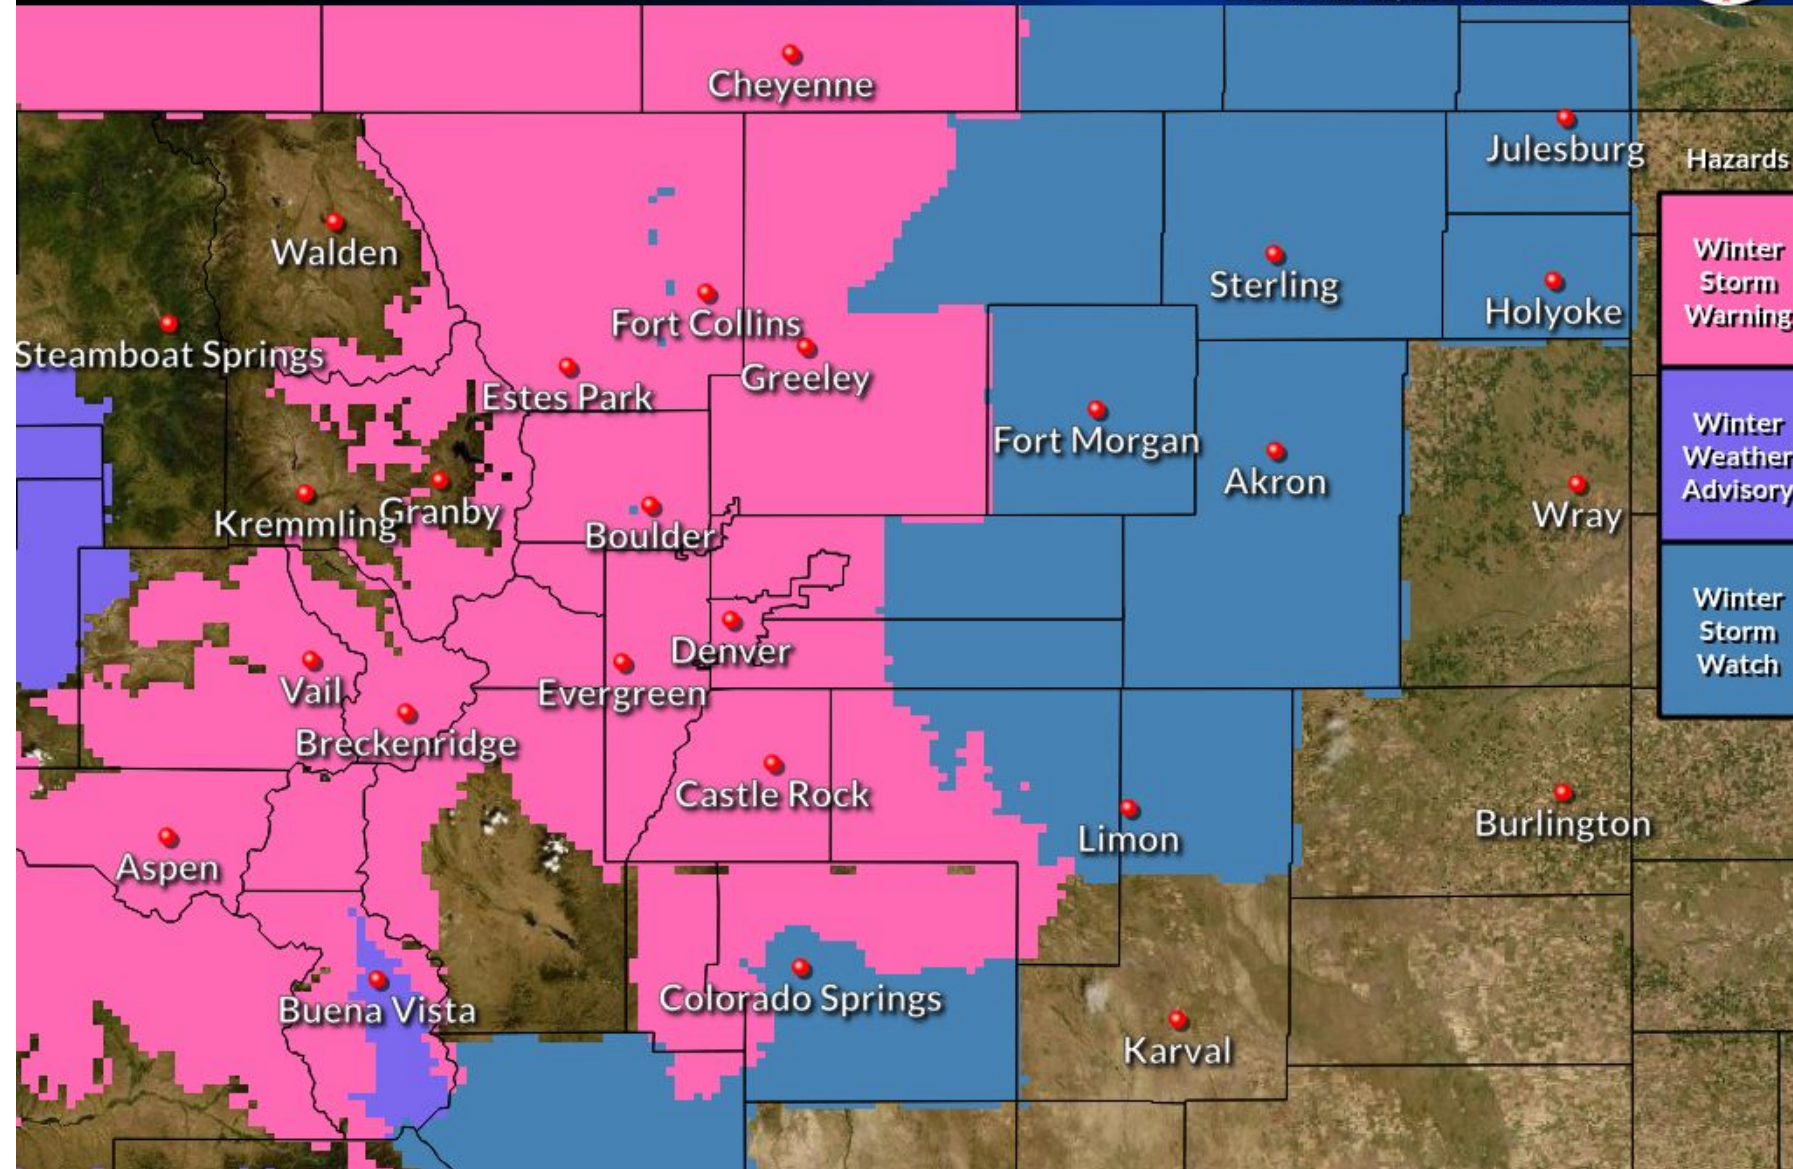 Cheyenne
Julesburg
Hazards
Walden
Winter
Storm
Warning
Sterling
Holyoke
Fort Collins
Steamboat Springs
Greeley
Estes Park
Winter
Weather
Advisory
Fort Morgan
Akron
Kremmling
Granby
Boulder
Wray
Winter
Storm
Watch
Denver
Vail
Evergreen
Breckenridge
Castle Rock
Limon
Burlington
Aspen
Buena Vista
Colorado Springs
Karval